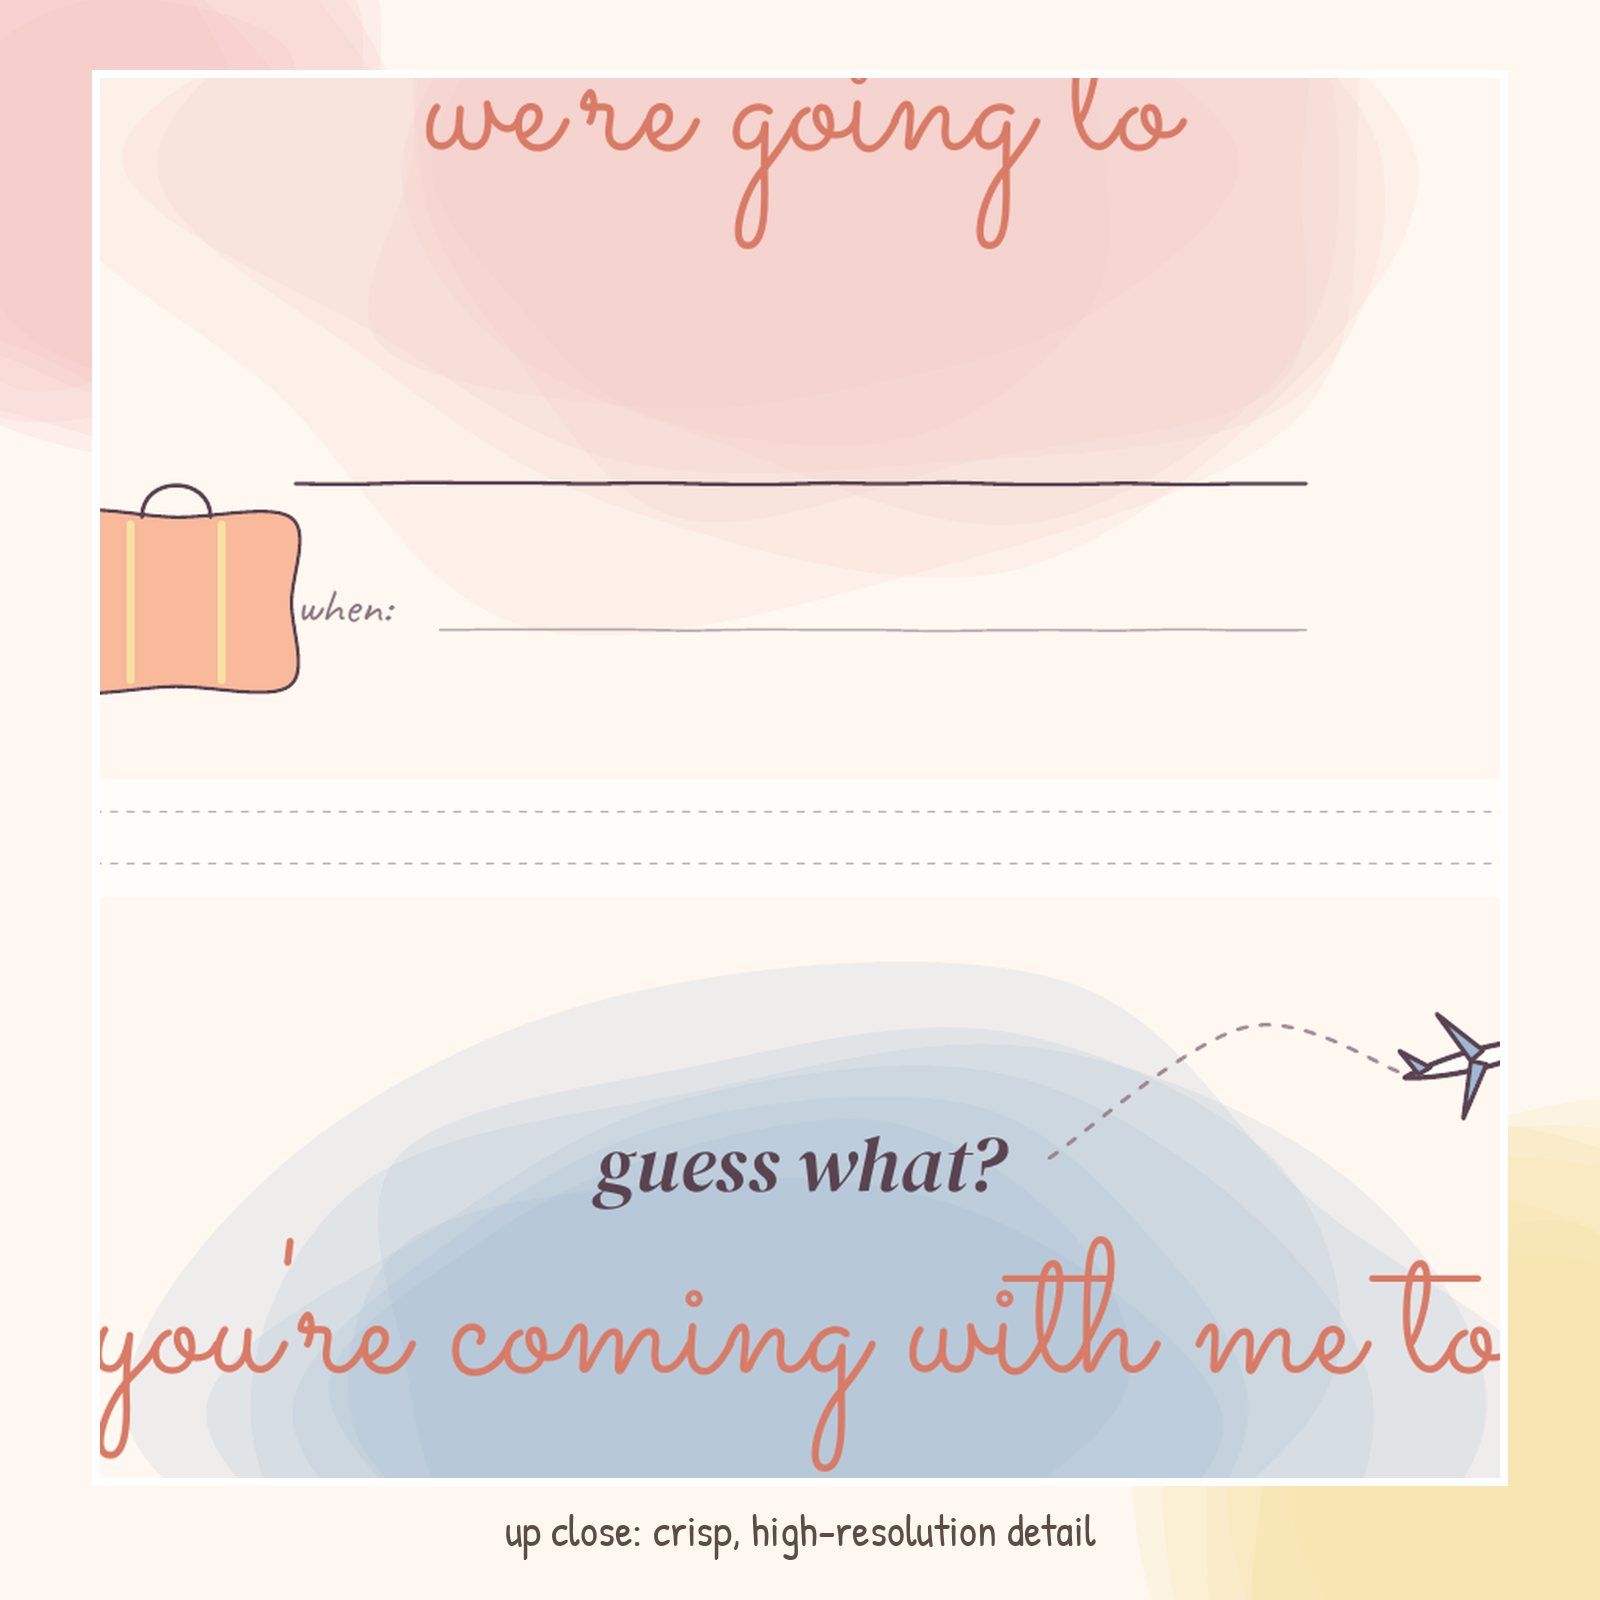 we're going to
when:
guess what?
you're coming with me to
up close: crisp, high-resolution detail